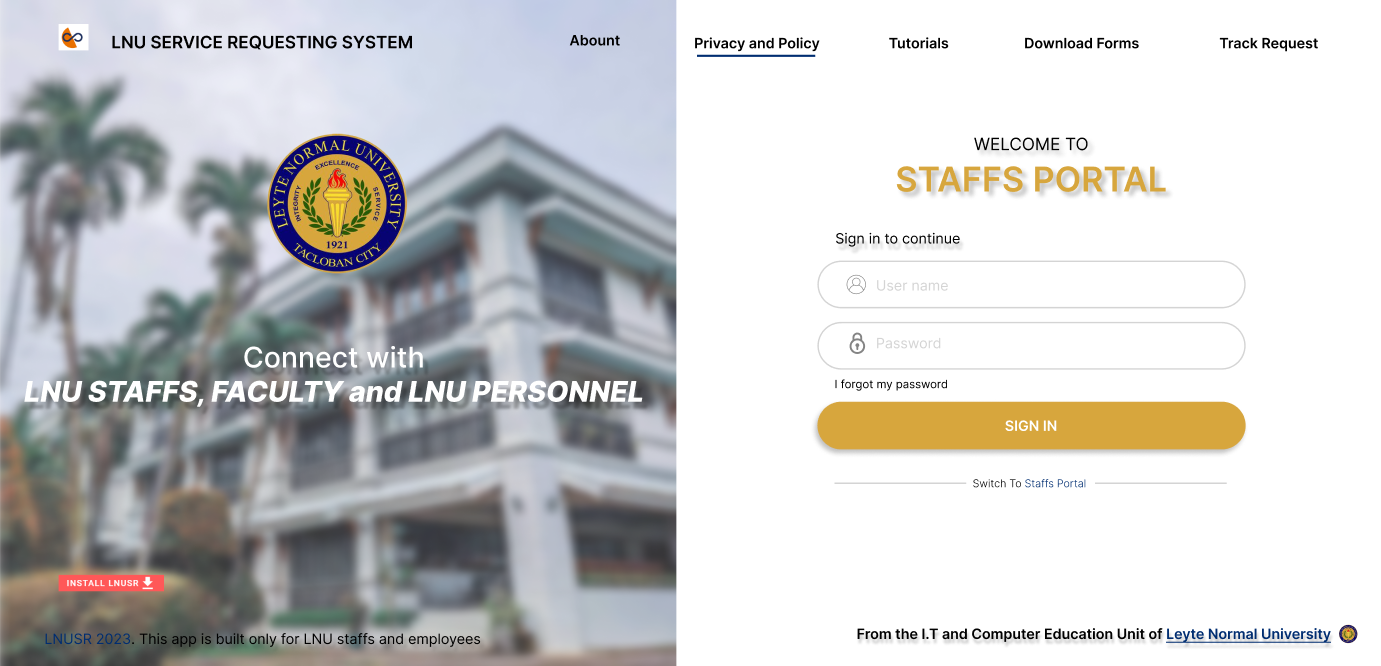 LNU SERVICE REQUESTING SYSTEM
Abount
Privacy and Policy
Tutorials
Download Forms
Track Request
LEYTE NORMAL UNIVERSITY
EXCELLENCE
INTEGRITY
SERVICE
1921
TACLOBAN CITY
Connect with
LNU STAFFS, FACULTY and LNU PERSONNEL
INSTALL LNUSR
LNUSR 2023. This app is built only for LNU staffs and employees
WELCOME TO
STAFFS PORTAL
Sign in to continue
User name
Password
I forgot my password
SIGN IN
Switch To Staffs Portal
From the I.T and Computer Education Unit of Leyte Normal University